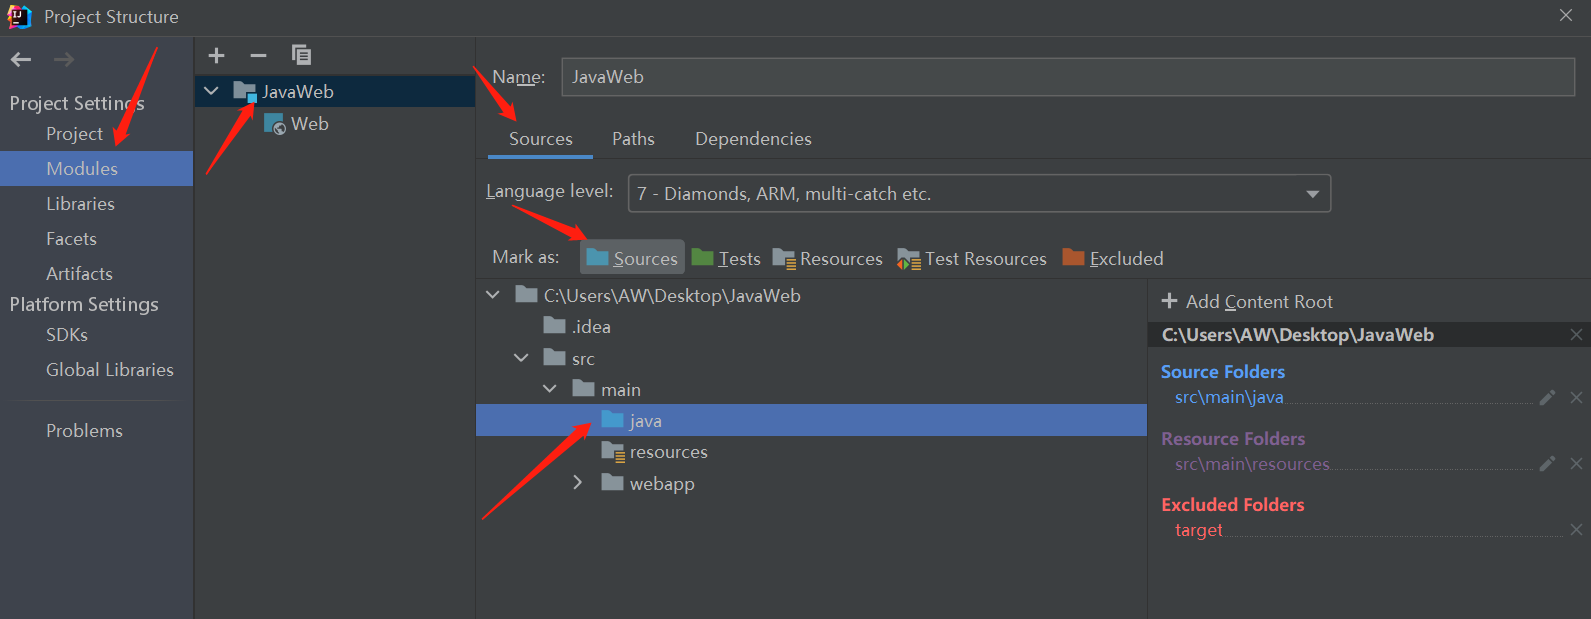 Project Structure
Project Settings
Project
Modules
Libraries
Facets
Artifacts
Platform Settings
SDKs
Global Libraries
Problems
JavaWeb
Web
Name: JavaWeb
Sources Paths Dependencies
Language level: 7 - Diamonds, ARM, multi-catch etc.
Mark as: Sources Tests Resources Test Resources Excluded
C:\Users\AW\Desktop\JavaWeb
.idea
src
main
java
resources
webapp
Add Content Root
C:\Users\AW\Desktop\JavaWeb
Source Folders
src\main\java
Resource Folders
src\main\resources
Excluded Folders
target